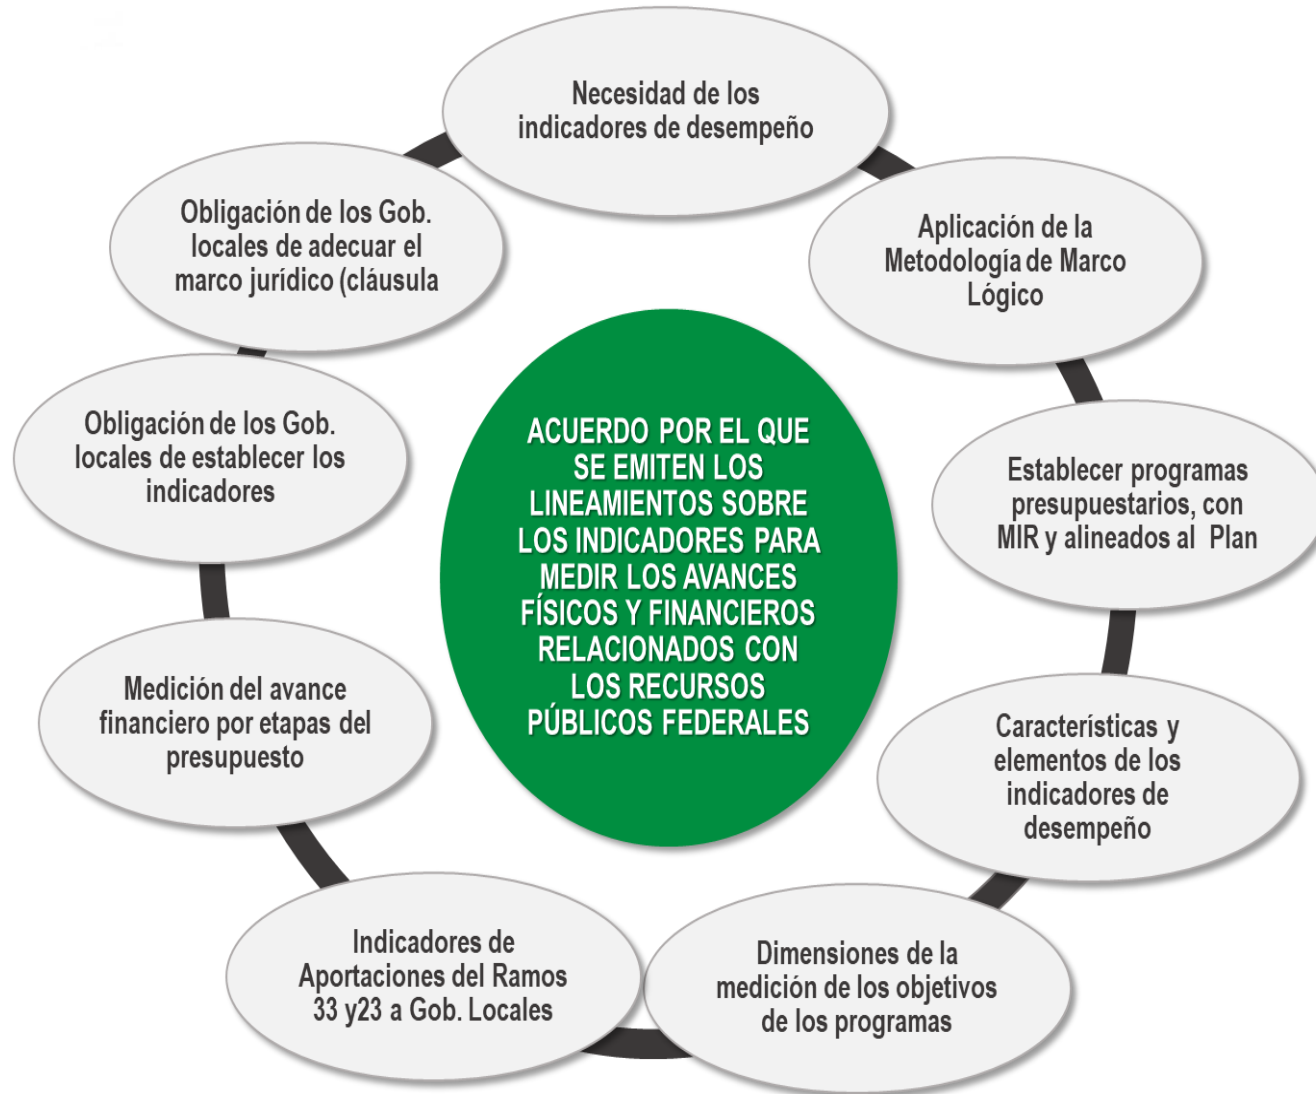 Necesidad de los
indicadores de desempeño
Aplicación de la
Metodología de Marco
Lógico
Establecer programas
presupuestarios, con
MIR y alineados al Plan
Características y
elementos de los
indicadores de
desempeño
Dimensiones de la
medición de los objetivos
de los programas
Indicadores de
Aportaciones del Ramos
33 y23 a Gob. Locales
Medición del avance
financiero por etapas del
presupuesto
Obligación de los Gob.
locales de establecer los
indicadores
Obligación de los Gob.
locales de adecuar el
marco jurídico (cláusula
ACUERDO POR EL QUE
SE EMITEN LOS
LINEAMIENTOS SOBRE
LOS INDICADORES PARA
MEDIR LOS AVANCES
FÍSICOS Y FINANCIEROS
RELACIONADOS CON
LOS RECURSOS
PÚBLICOS FEDERALES